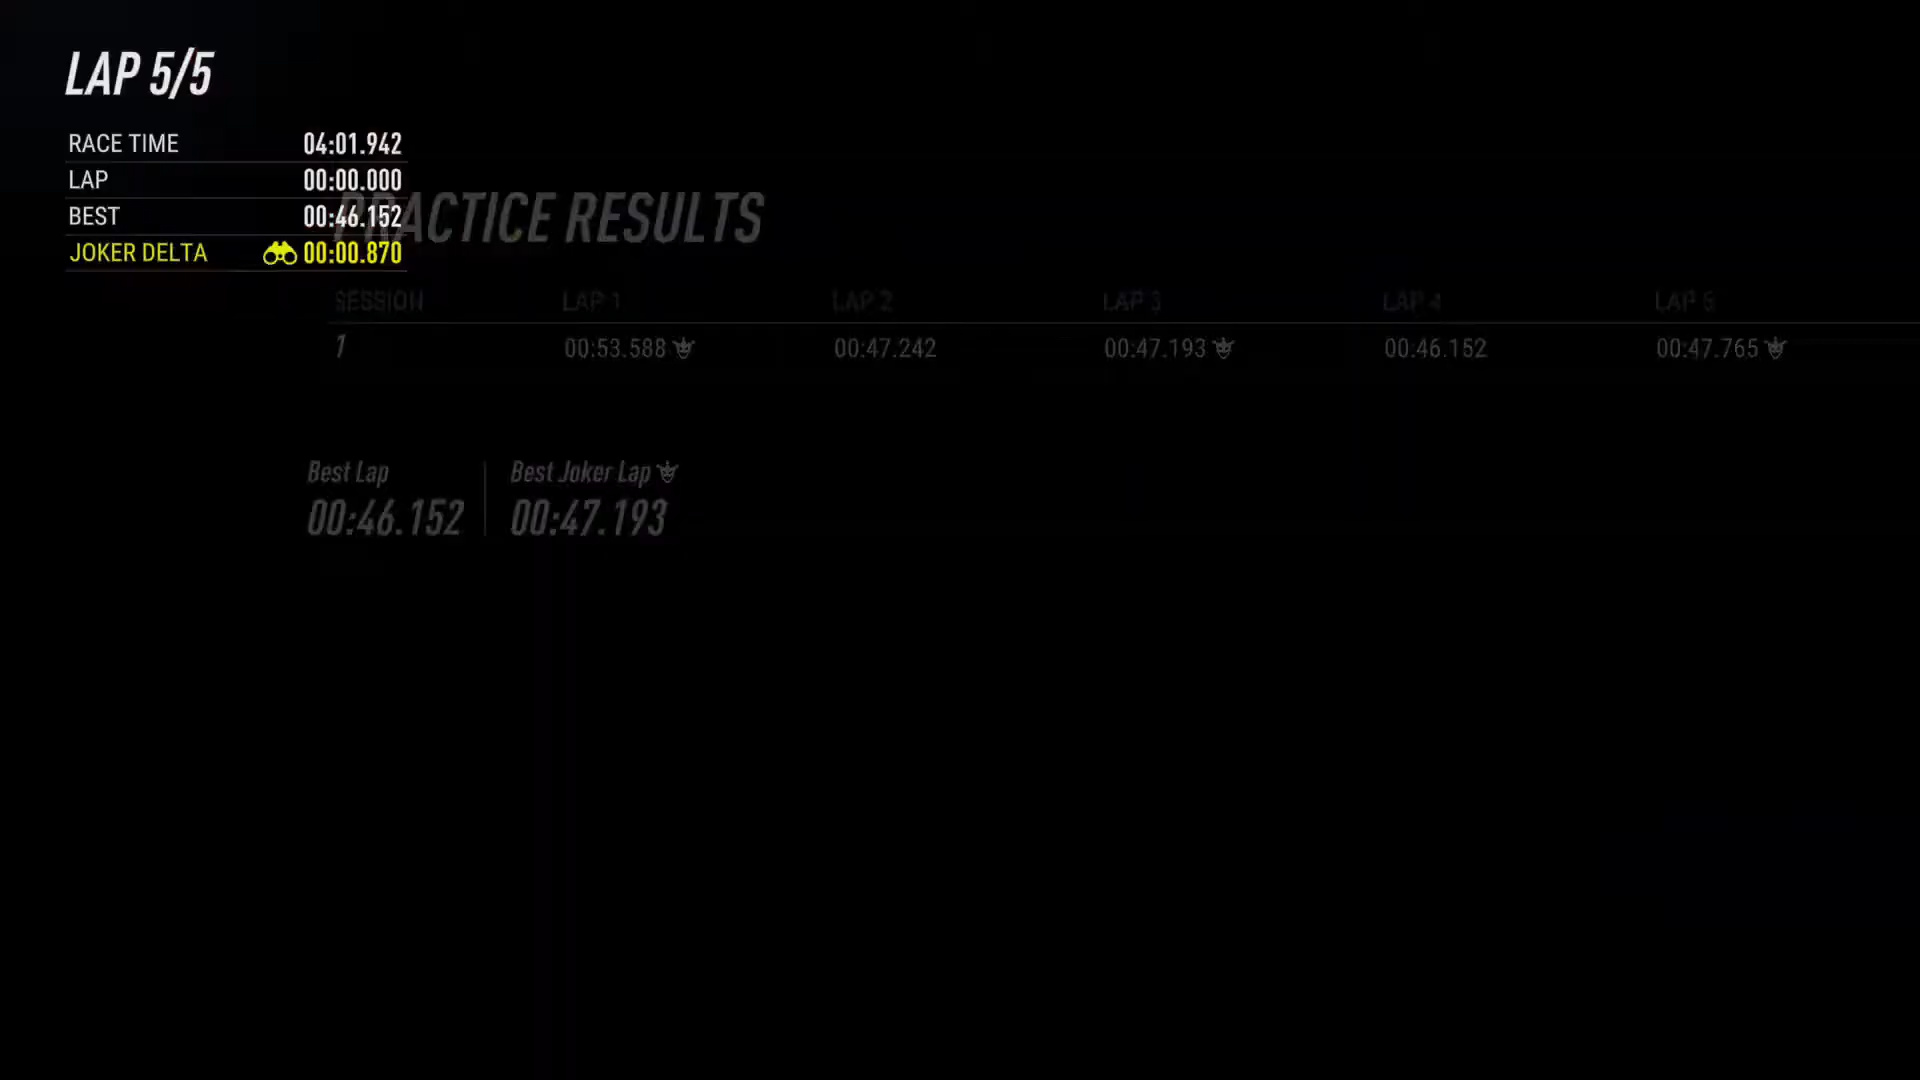 LAP 5/5
RACE TIME 04:01.942
LAP 00:00.000
BEST 00:46.152
JOKER DELTA 00:00.870
PRACTICE RESULTS
SESSION LAP 1 LAP 2 LAP 3 LAP 4 LAP 5
1 00:53.588 00:47.242 00:47.193 00:46.152 00:47.765
Best Lap Best Joker Lap
00:46.152 00:47.193